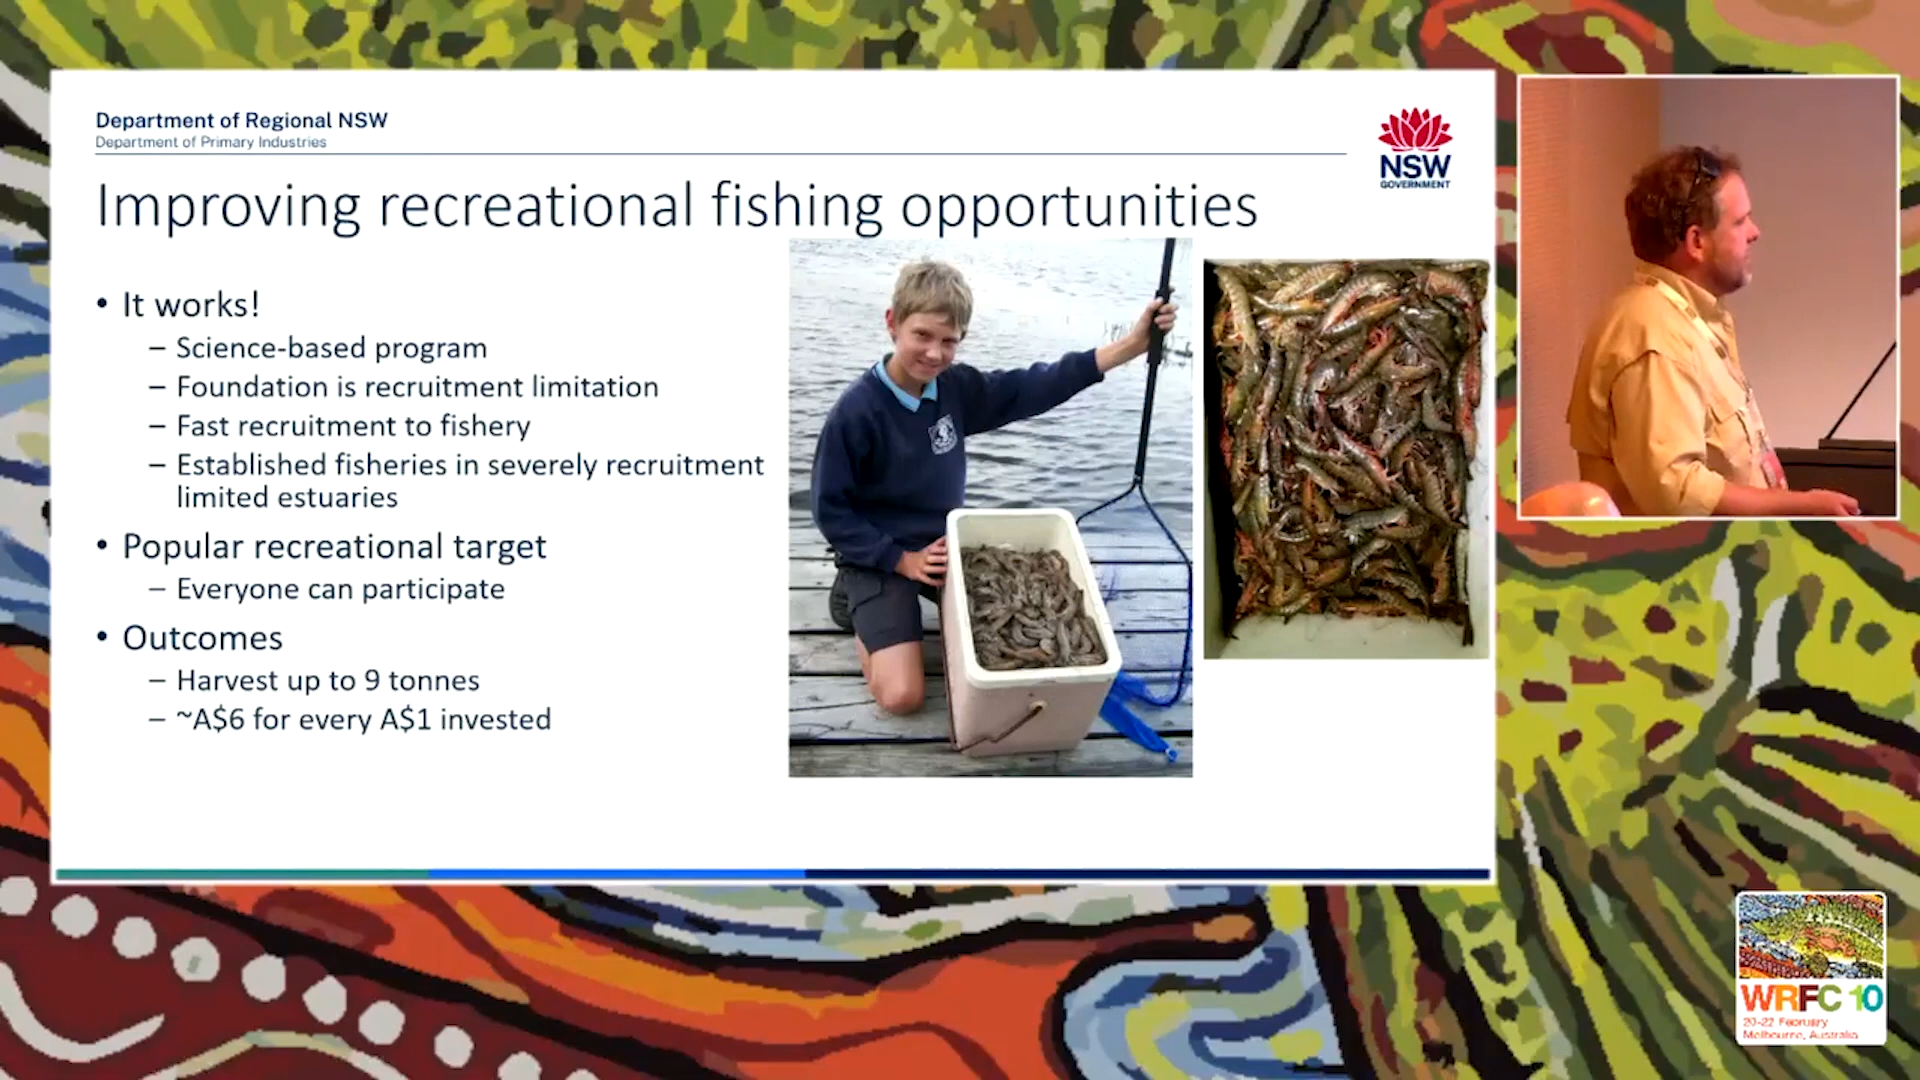 Department of Regional NSW
Department of Primary Industries
NSW
GOVERNMENT
Improving recreational fishing opportunities
• It works!
– Science-based program
– Foundation is recruitment limitation
– Fast recruitment to fishery
– Established fisheries in severely recruitment
limited estuaries
• Popular recreational target
– Everyone can participate
• Outcomes
– Harvest up to 9 tonnes
– ~A$6 for every A$1 invested
WRFC 10
20-22 February
Melbourne, Australia